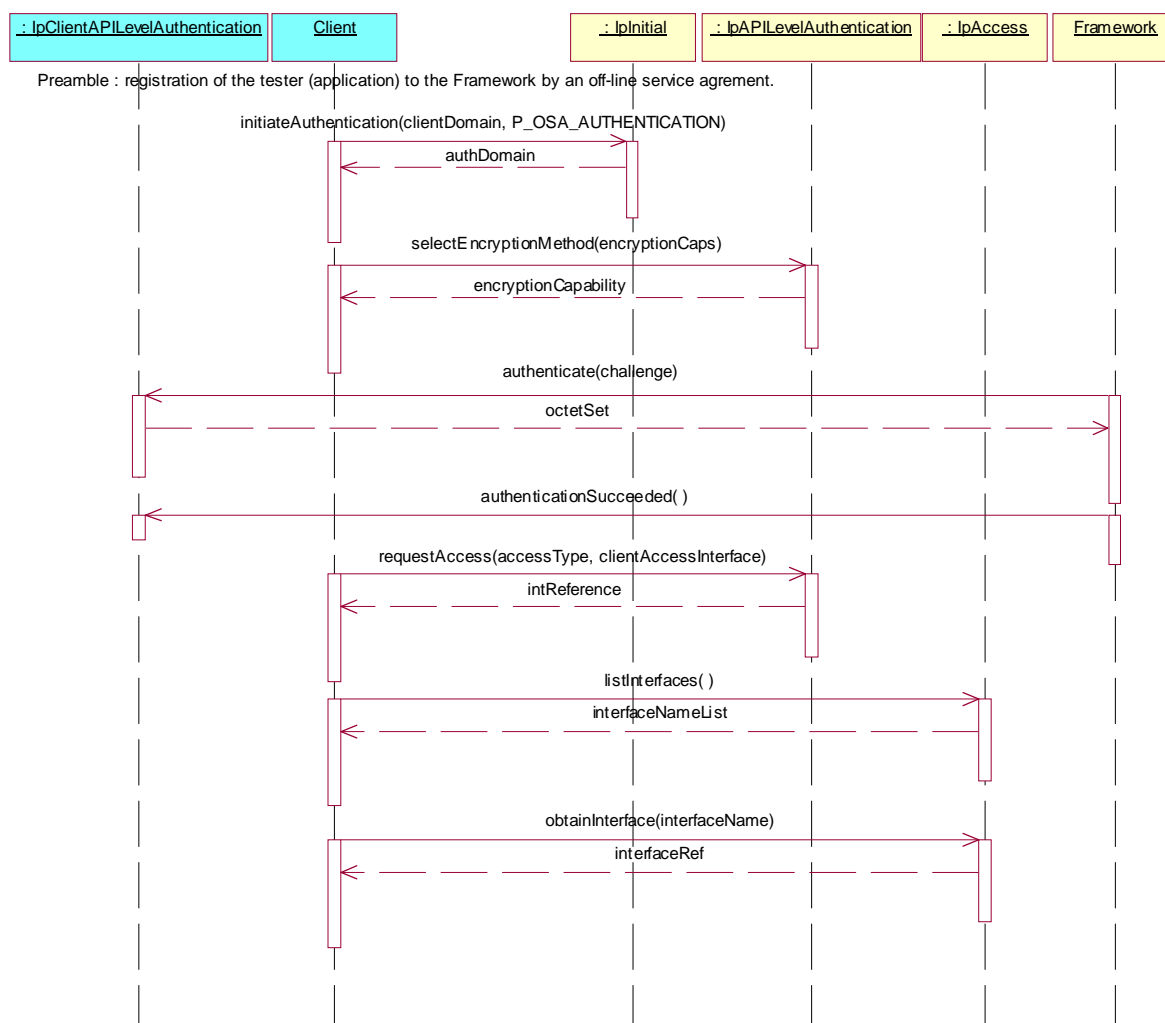 : IpClientAPILevelAuthentication
Client
: IpInitial
: IpAPILevelAuthentication
: IpAccess
Framework
Preamble : registration of the tester (application) to the Framework by an off-line service agrement.
initiateAuthentication(clientDomain, P_OSA_AUTHENTICATION)
authDomain
selectEncryptionMethod(encryptionCaps)
encryptionCapability
authenticate(challenge)
octetSet
authenticationSucceeded( )
requestAccess(accessType, clientAccessInterface)
intReference
listInterfaces( )
interfaceNameList
obtainInterface(interfaceName)
interfaceRef